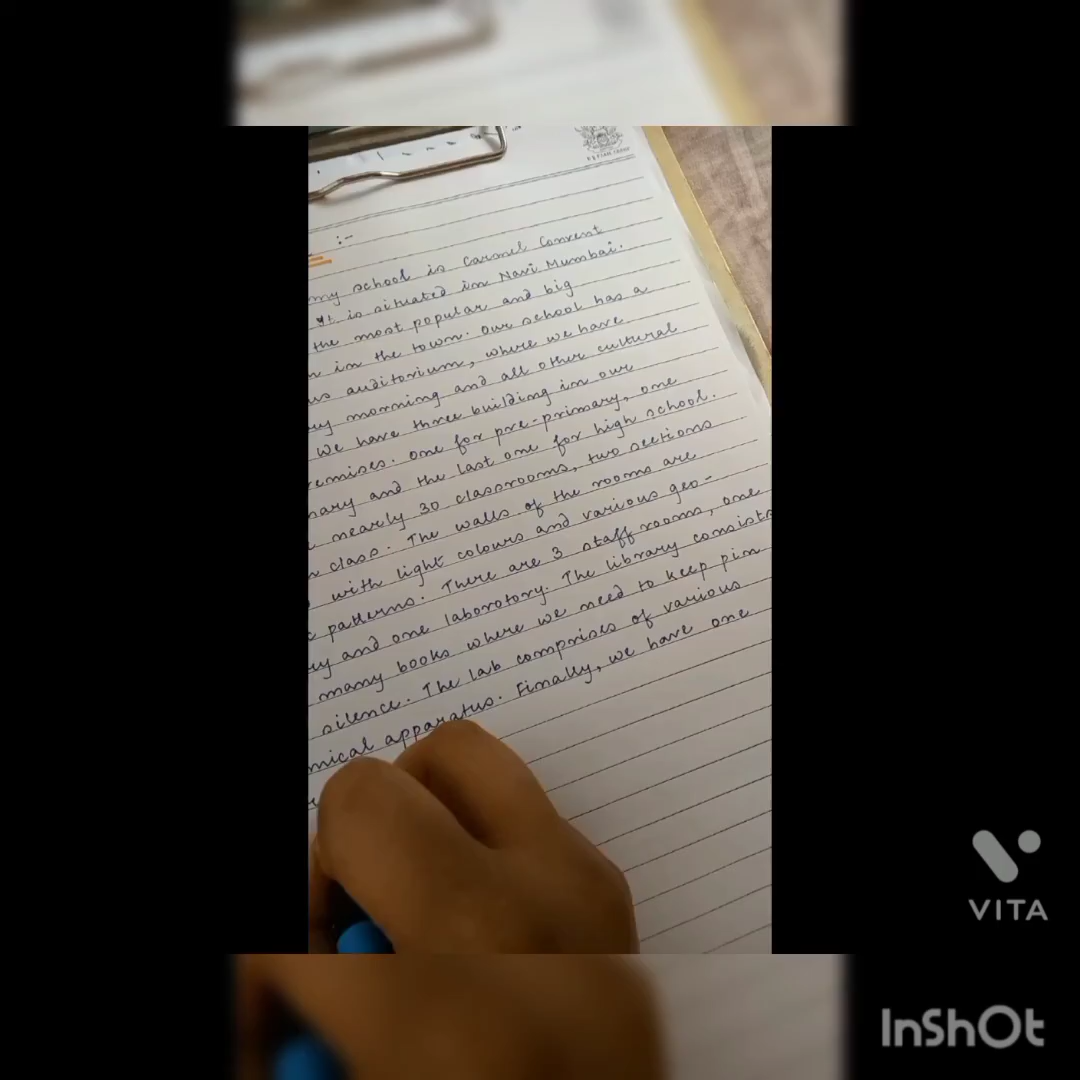 :-
my school is Carmel Convent
It is situated in Navi Mumbai.
the most popular and big
in the town. Our school has a
auditorium, where we have
morning and all other cultural
We have three building in our
emises. One for pre-primary, one
mary and the last one for high school.
nearly 30 classrooms, two sections
class. The walls of the rooms are
with light colours and various geo-
patterns. There are 3 staff rooms, one
ry and one laborotory. The library consists
many books where we need to keep pin
silence. The lab comprises of various
mical apparatus. Finally, we have one
VITA
InShOt